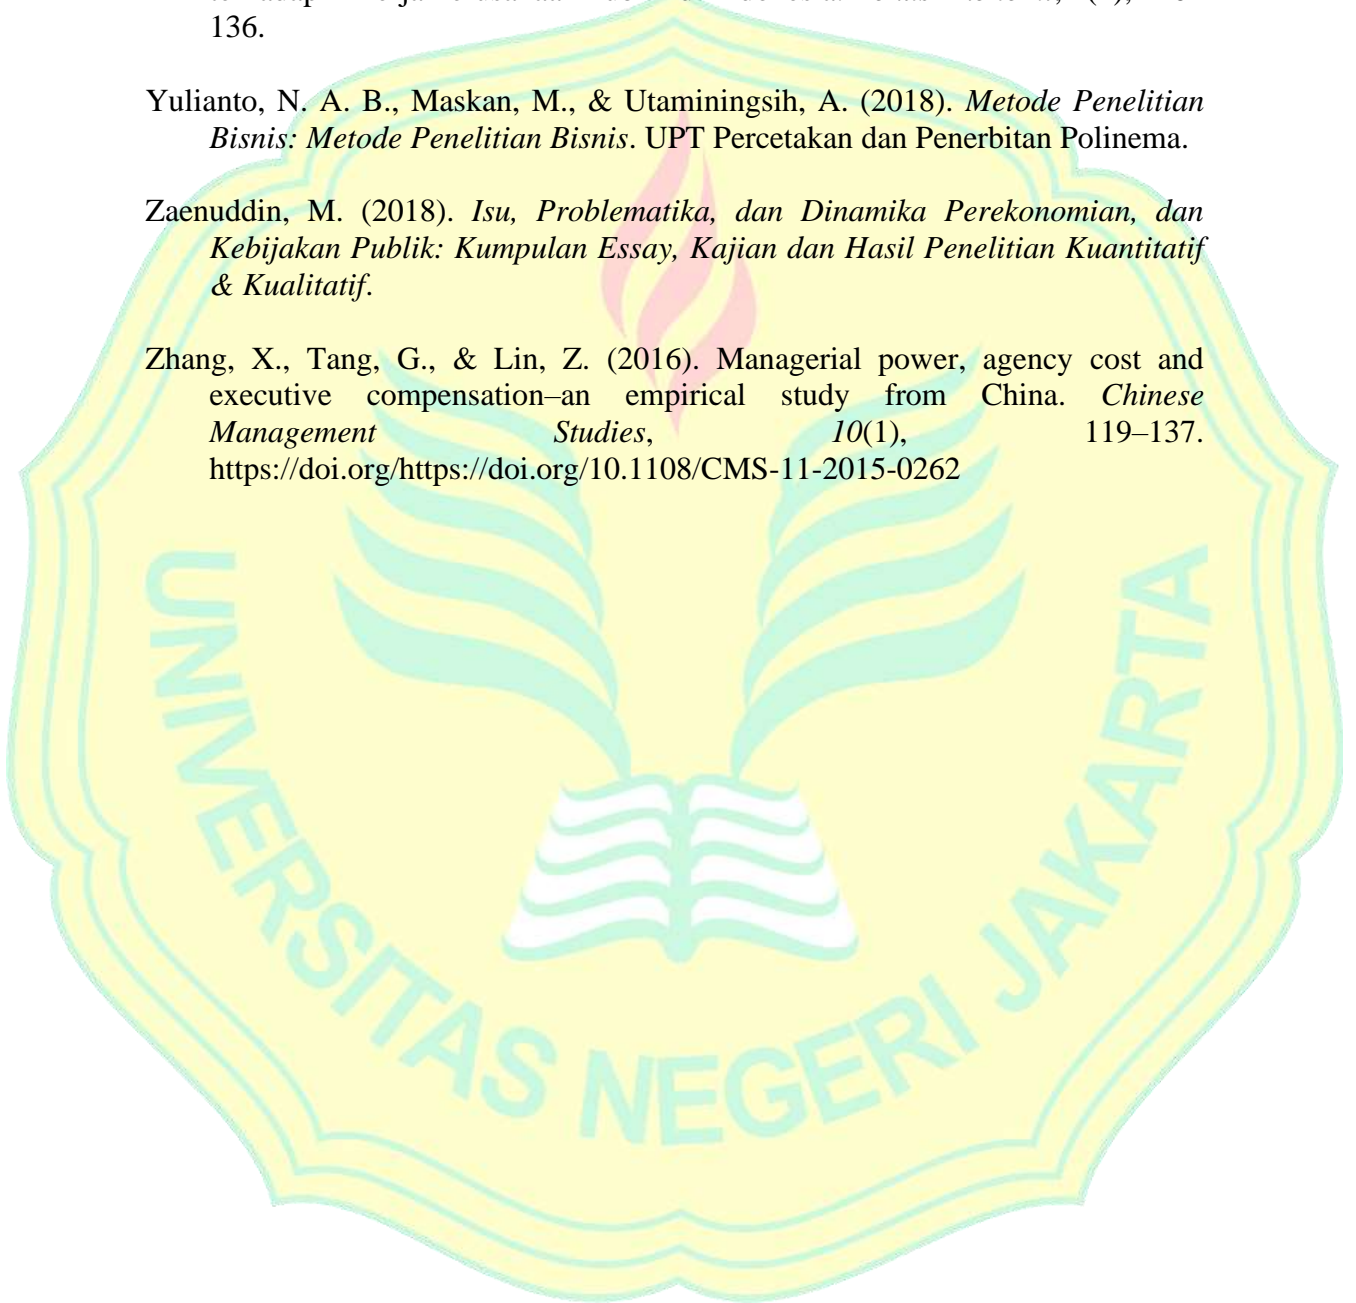 136.
Yulianto, N. A. B., Maskan, M., & Utaminingsih, A. (2018). Metode Penelitian
Bisnis: Metode Penelitian Bisnis. UPT Percetakan dan Penerbitan Polinema.
Zaenuddin, M. (2018). Isu, Problematika, dan Dinamika Perekonomian, dan
Kebijakan Publik: Kumpulan Essay, Kajian dan Hasil Penelitian Kuantitatif
& Kualitatif.
Zhang, X., Tang, G., & Lin, Z. (2016). Managerial power, agency cost and
executive compensation–an empirical study from China. Chinese
Management Studies, 10(1), 119–137.
https://doi.org/https://doi.org/10.1108/CMS-11-2015-0262
UNIVERSITAS NEGERI JAKARTA